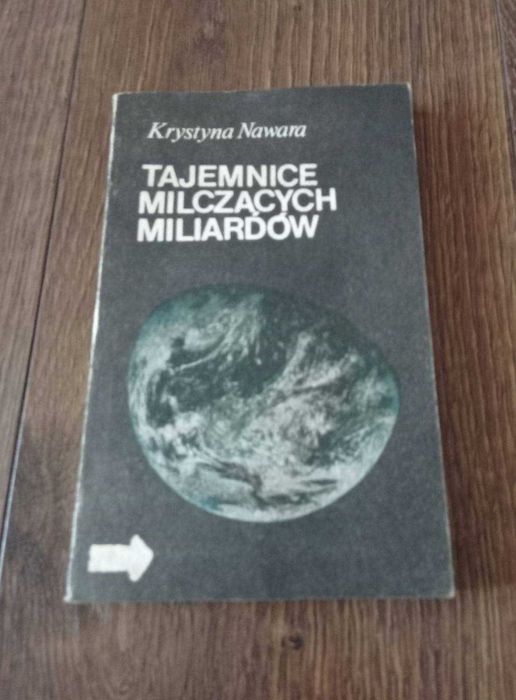 Krystyna Nawara
TAJEMNICE
MILCZĄCYCH
MILIARDÓW